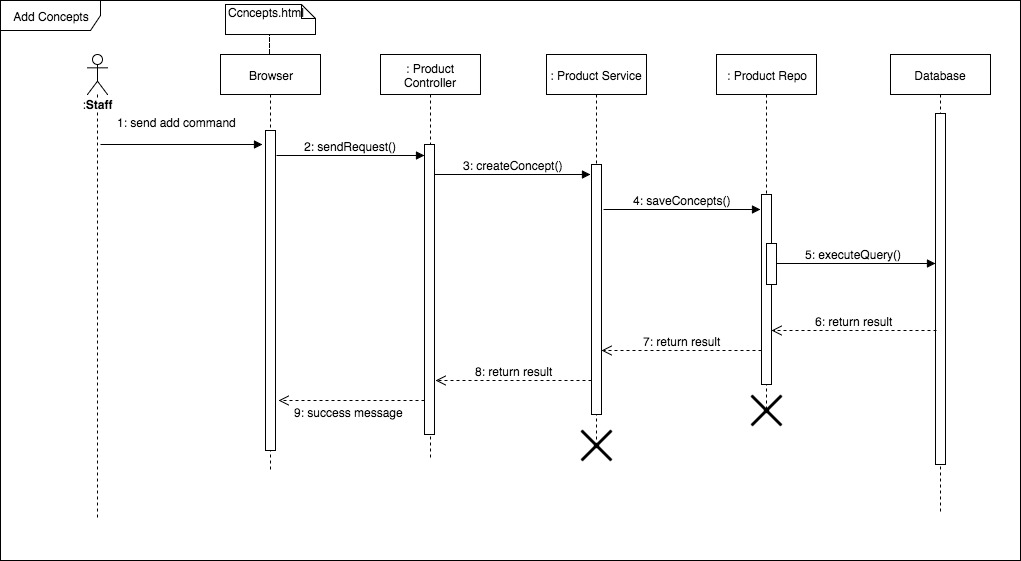 Add Concepts
Ccncepts.html
:Staff
Browser
: Product
Controller
: Product Service
: Product Repo
Database
1: send add command
2: sendRequest()
3: createConcept()
4: saveConcepts()
5: executeQuery()
6: return result
7: return result
8: return result
9: success message